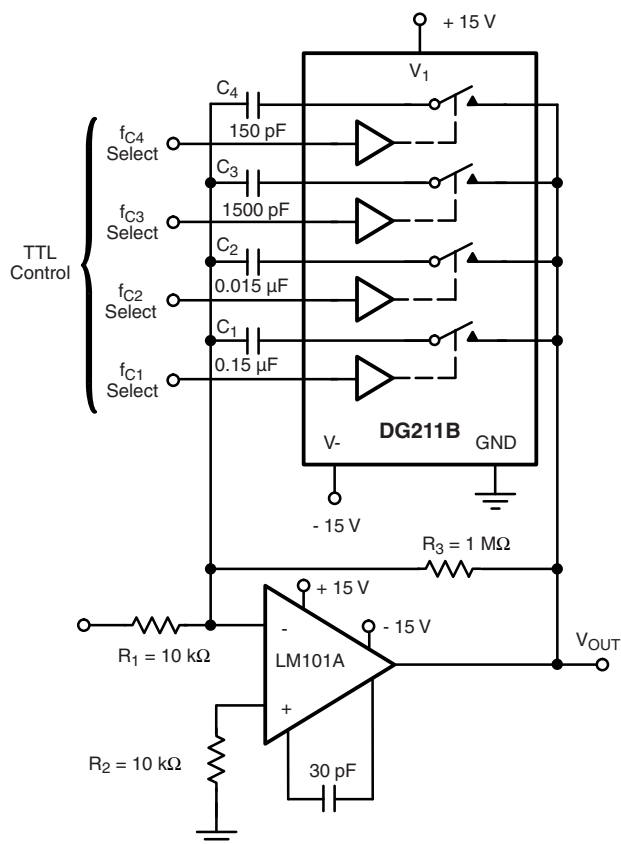 + 15 V
V1
C4
150 pF
fC4
Select
C3
1500 pF
fC3
Select
TTL
Control
C2
0.015 µF
fC2
Select
C1
0.15 µF
fC1
Select
DG211B
V-
GND
- 15 V
R3 = 1 MΩ
+ 15 V
- 15 V
-
LM101A
+
R1 = 10 kΩ
VOUT
R2 = 10 kΩ
30 pF